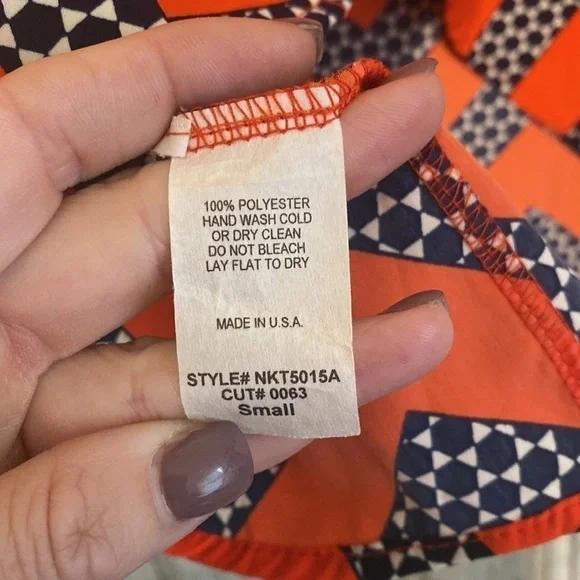 100% POLYESTER
HAND WASH COLD
OR DRY CLEAN
DO NOT BLEACH
LAY FLAT TO DRY
MADE IN U.S.A.
STYLE# NKT5015A
CUT# 0063
Small